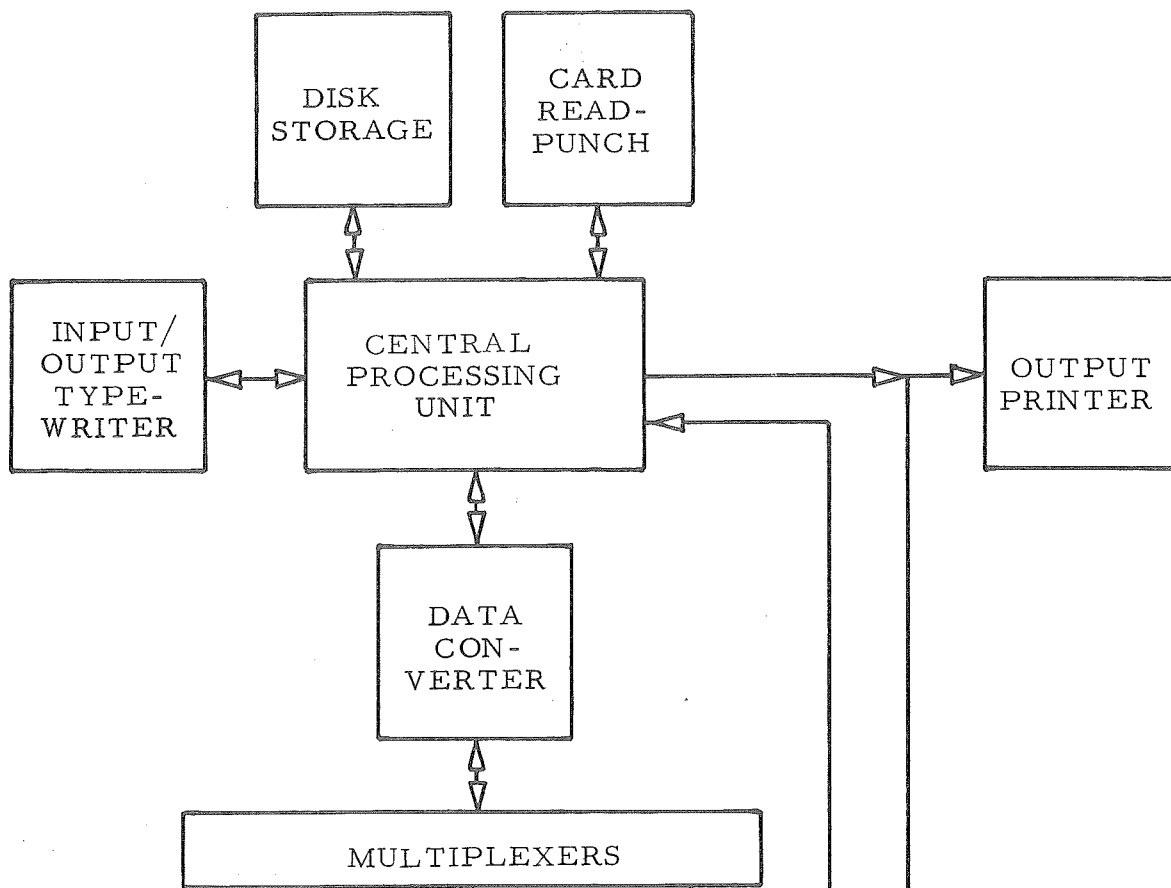 DISK
STORAGE
CARD
READ-
PUNCH
INPUT/
OUTPUT
TYPE-
WRITER
CENTRAL
PROCESSING
UNIT
OUTPUT
PRINTER
DATA
CON-
VERTER
MULTIPLEXERS